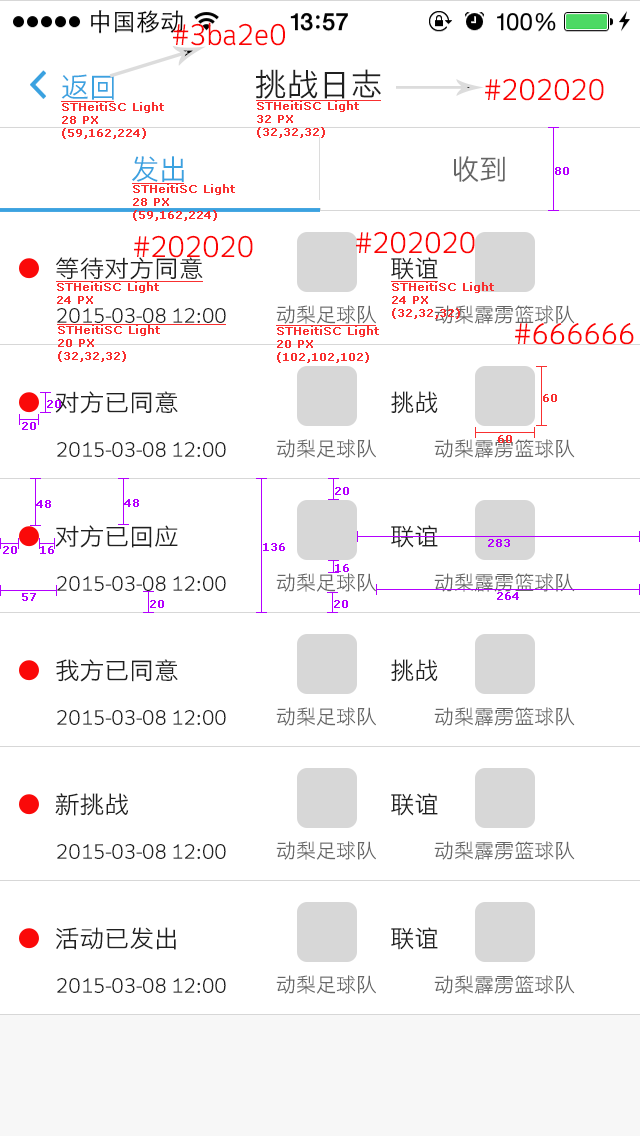 中国移动 13:57 100%
#3ba2e0
返回 挑战日志 #202020
STHeitiSC Light STHeitiSC Light
28 PX 32 PX
(59,162,224) (32,32,32)
发出 收到 80
STHeitiSC Light
28 PX
(59,162,224)
#202020 #202020
等待对方同意 联谊
STHeitiSC Light STHeitiSC Light
24 PX 24 PX
2015-03-08 12:00 动梨足球队 (32,32,32) 动梨霹雳篮球队
STHeitiSC Light STHeitiSC Light #666666
20 PX 20 PX
(32,32,32) (102,102,102)
20 对方已同意 挑战 60
20
2015-03-08 12:00 动梨足球队 60 动梨霹雳篮球队
48 48 20
20 16 对方已回应 136 联谊 283
16
57 2015-03-08 12:00 动梨足球队 264 动梨霹雳篮球队
20 20
我方已同意 挑战
2015-03-08 12:00 动梨足球队 动梨霹雳篮球队
新挑战 联谊
2015-03-08 12:00 动梨足球队 动梨霹雳篮球队
活动已发出 联谊
2015-03-08 12:00 动梨足球队 动梨霹雳篮球队